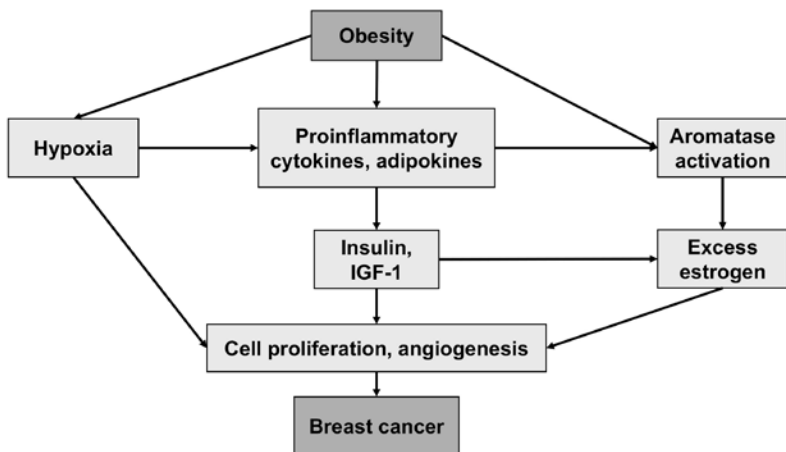 Obesity
Hypoxia
Proinflammatory
cytokines, adipokines
Aromatase
activation
Insulin,
IGF-1
Excess
estrogen
Cell proliferation, angiogenesis
Breast cancer